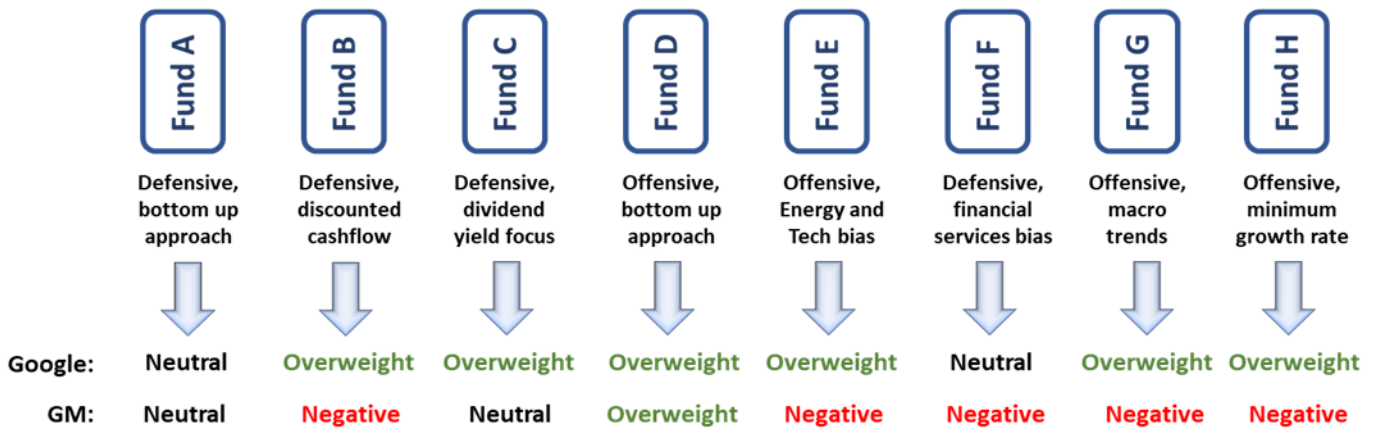 Fund A
Fund B
Fund C
Fund D
Fund E
Fund F
Fund G
Fund H
Defensive,
bottom up
approach
Defensive,
discounted
cashflow
Defensive,
dividend
yield focus
Offensive,
bottom up
approach
Offensive,
Energy and
Tech bias
Defensive,
financial
services bias
Offensive,
macro
trends
Offensive,
minimum
growth rate
Google: Neutral Overweight Overweight Overweight Overweight Neutral Overweight Overweight
GM: Neutral Negative Neutral Overweight Negative Negative Negative Negative